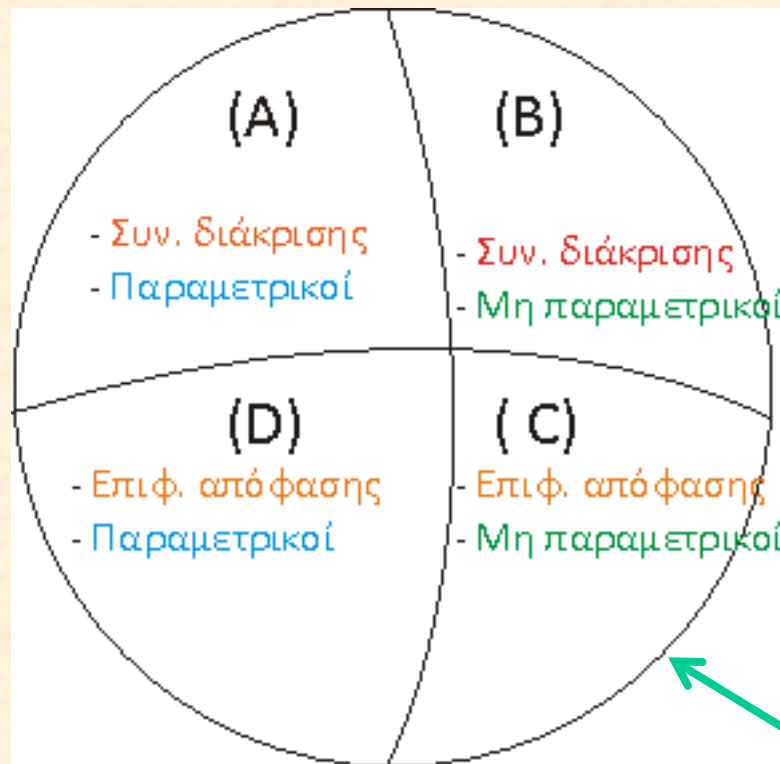 (A)
- Συν. διάκρισης
- Παραμετρικοί
(B)
- Συν. διάκρισης
- Μη παραμετρικοί
(D)
- Επιφ. απόφασης
- Παραμετρικοί
( C)
- Επιφ. απόφασης
- Μη παραμετρικοί